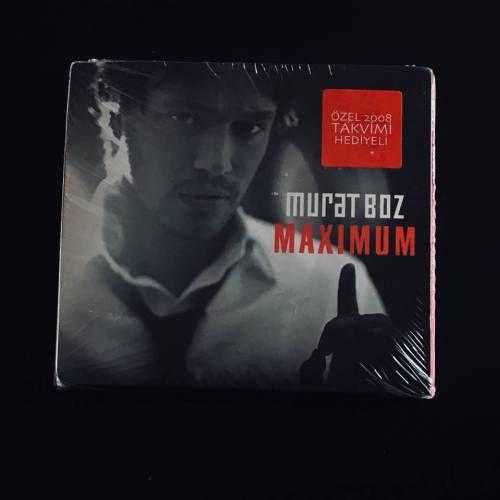 ÖZEL 2008
TAKVİMİ
HEDİYELİ
murat BOZ
MAXIMUM